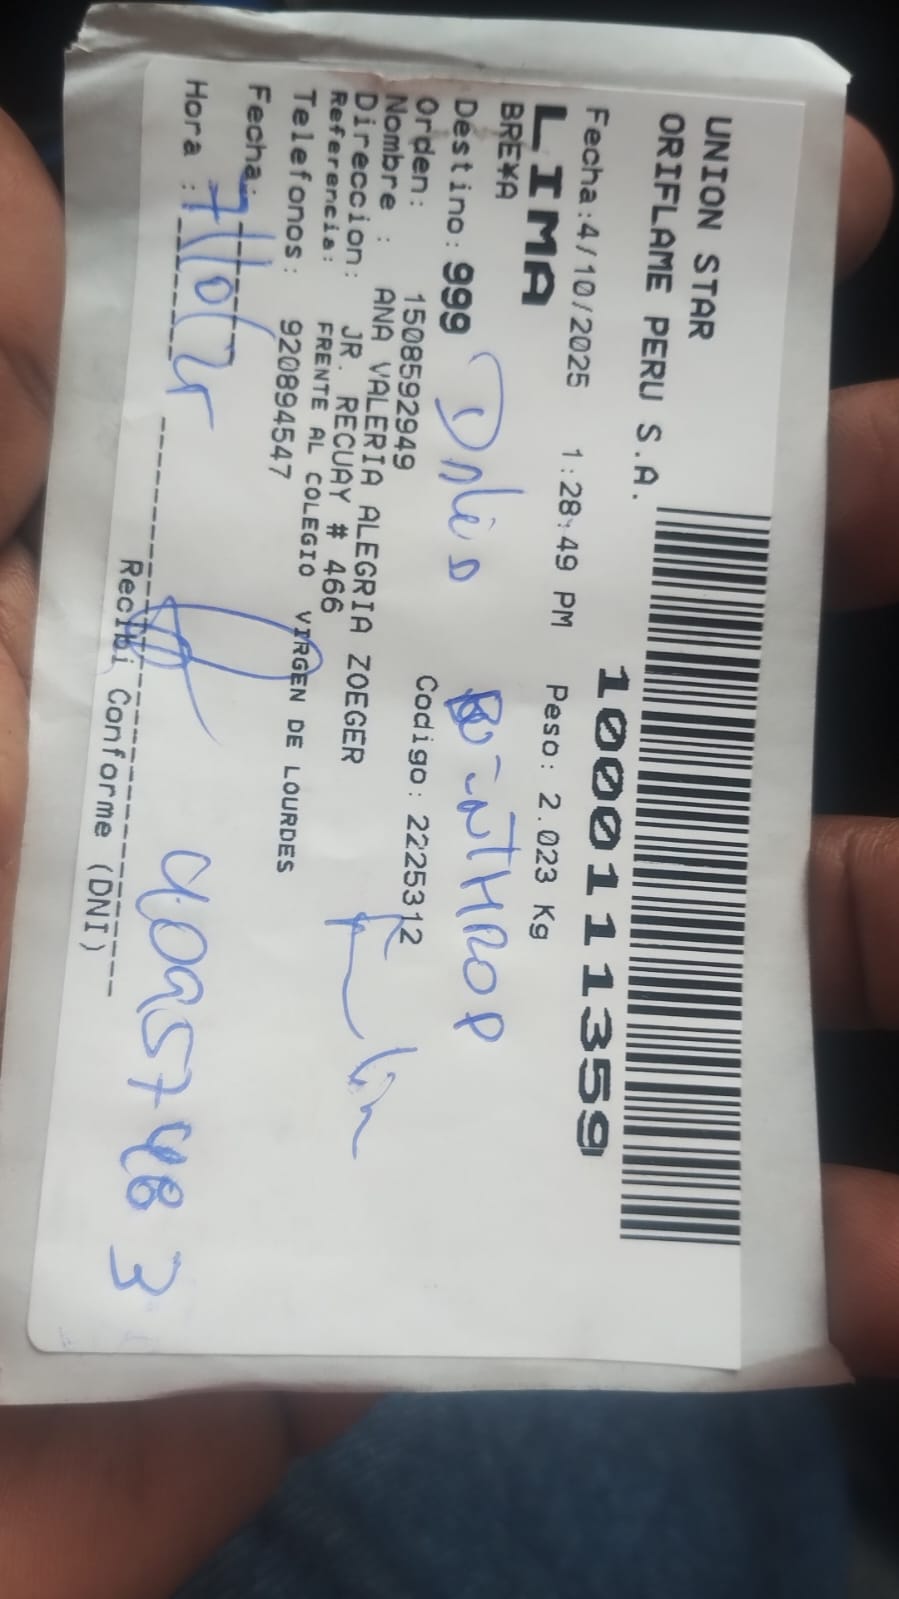 UNION STAR
ORIFLAME PERU S.A.
1000111359
Fecha:4/10/2025 1:28:49 PM Peso: 2.023 Kg
LIMA
BRE¥A
Destino: 999
Orden: 1508592949 Codigo: 2225312
Nombre : ANA VALERIA ALEGRIA ZOEGER
Direccion: JR. RECUAY # 466
Referencia: FRENTE AL COLEGIO VIRGEN DE LOURDES
Telefonos: 920894547
Fecha:
Hora :
Recibi Conforme (DNI)